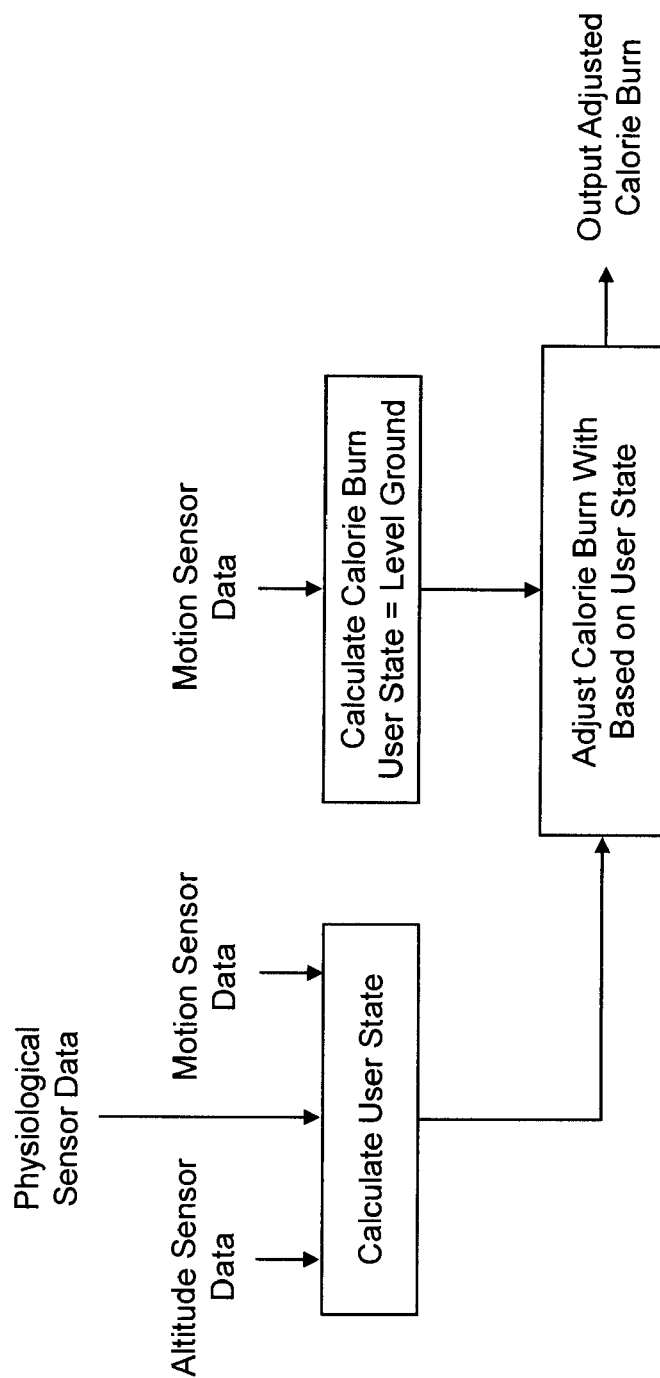 Physiological
Sensor Data
Altitude Sensor
Data
Motion Sensor
Data
Motion Sensor
Data
Calculate User State
Calculate Calorie Burn
User State = Level Ground
Adjust Calorie Burn With
Based on User State
Output Adjusted
Calorie Burn